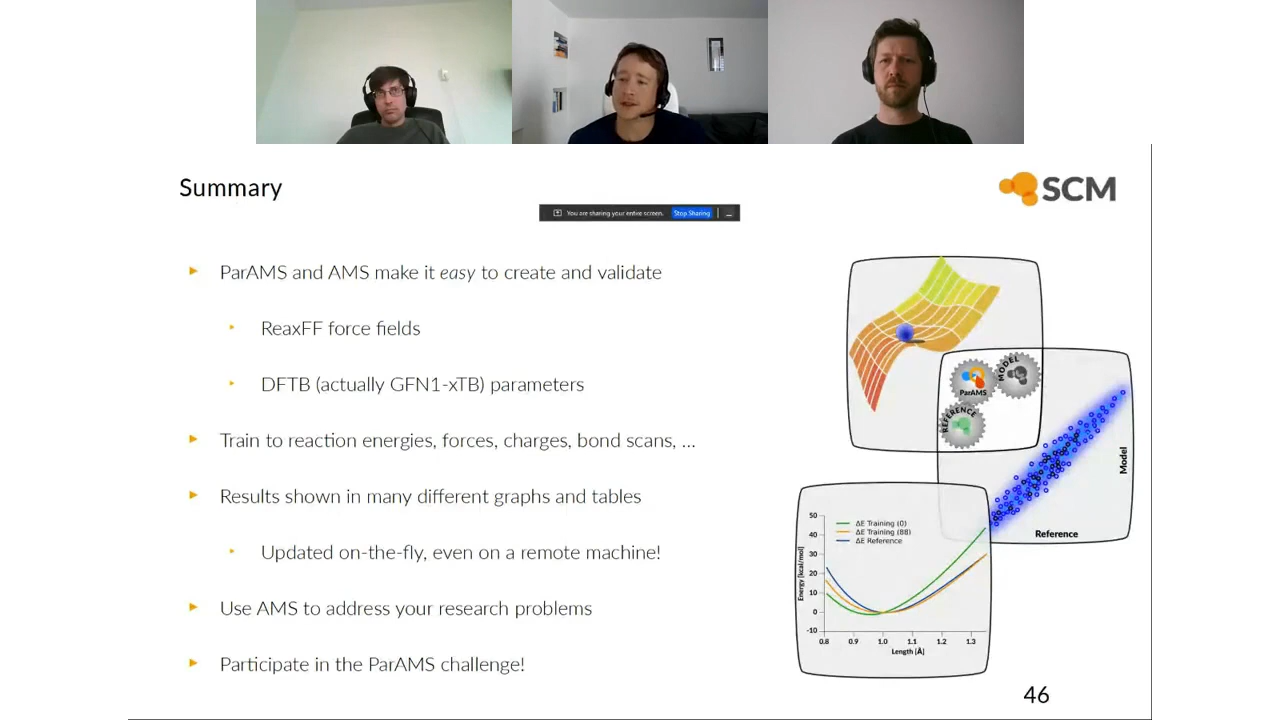 Summary
SCM
You are sharing your entire screen.
Stop Sharing
ParAMS and AMS make it easy to create and validate
ReaxFF force fields
DFTB (actually GFN1-xTB) parameters
Train to reaction energies, forces, charges, bond scans, ...
Results shown in many different graphs and tables
Updated on-the-fly, even on a remote machine!
Use AMS to address your research problems
Participate in the ParAMS challenge!
MODEL
ParAMS
REFERENCE
Model
Reference
50
40
30
20
10
0
-10
Energy [kcal/mol]
ΔE Training (0)
ΔE Training (88)
ΔE Reference
0.8 0.9 1.0 1.1 1.2 1.3
Length [Å]
46